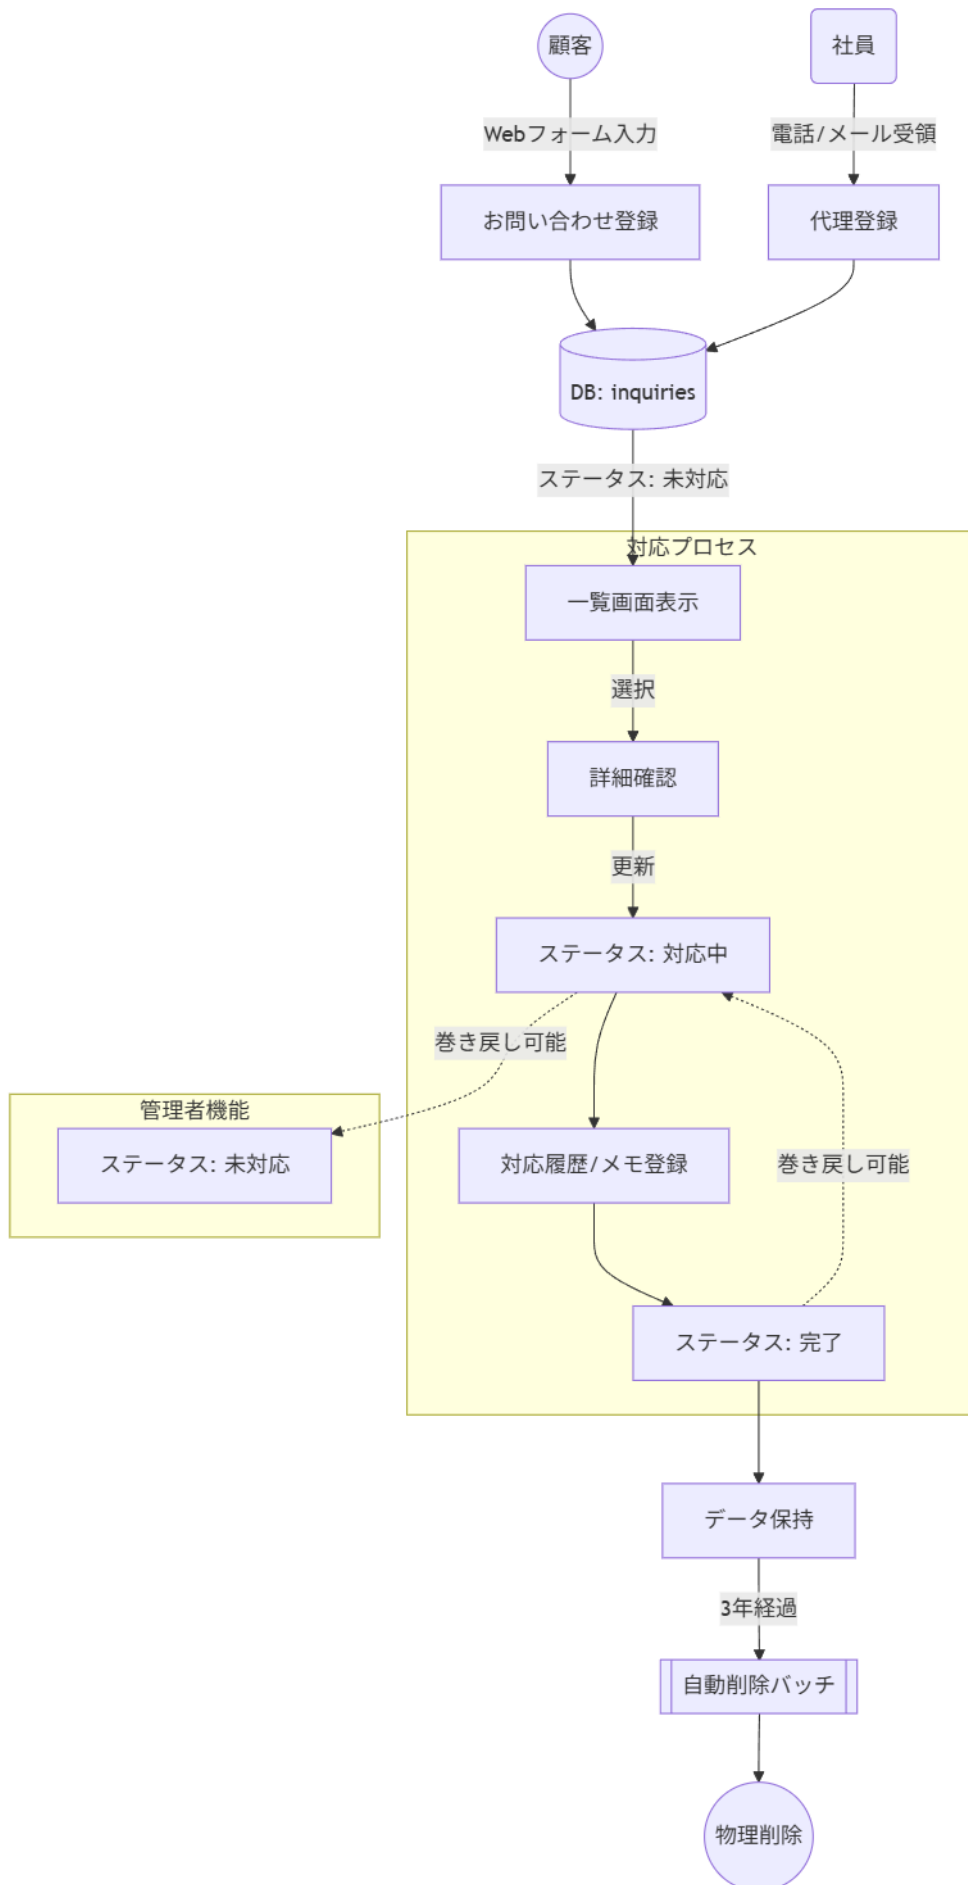 顧客
社員
Webフォーム入力
電話/メール受領
お問い合わせ登録
代理登録
DB: inquiries
ステータス: 未対応
対応プロセス
一覧画面表示
選択
詳細確認
更新
ステータス: 対応中
巻き戻し可能
管理者機能
ステータス: 未対応
対応履歴/メモ登録
巻き戻し可能
ステータス: 完了
データ保持
3年経過
自動削除バッチ
物理削除